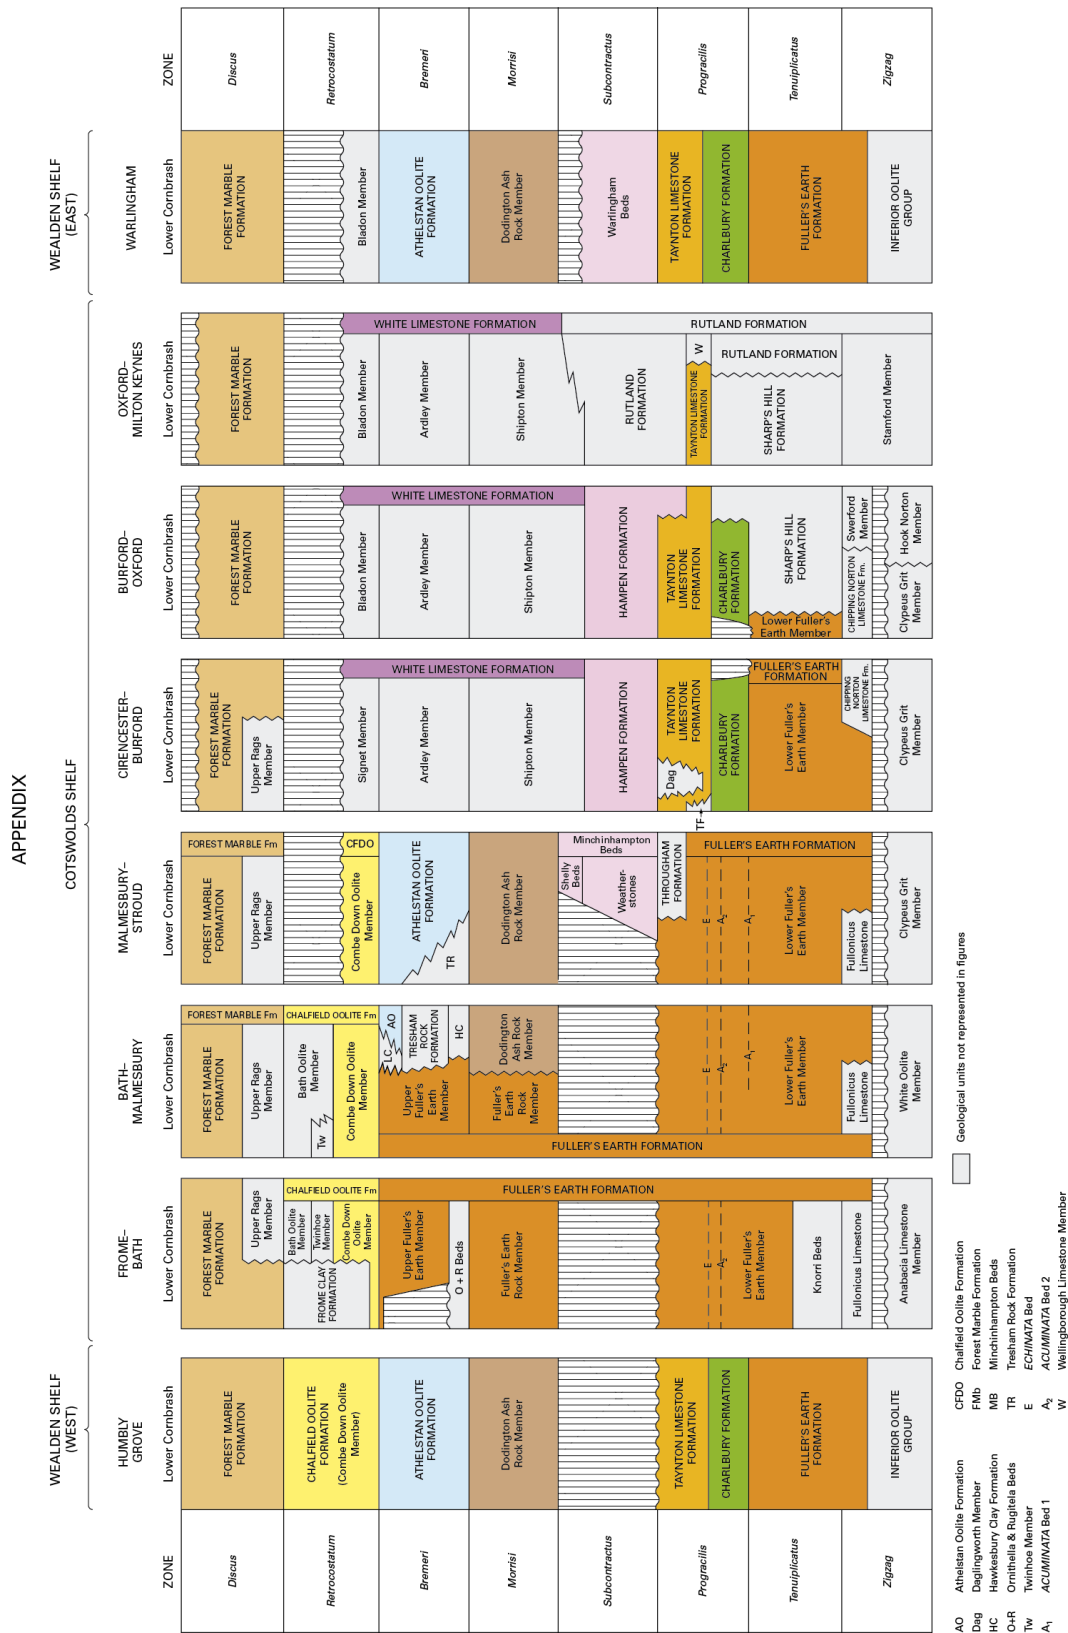 APPENDIX
WEALDEN SHELF
(WEST)
COTSWOLDS SHELF
WEALDEN SHELF
(EAST)
ZONE
Discus
Retrocostatum
Bremeri
Morrisi
Subcontractus
Progracilis
Tenuiplicatus
Zigzag
HUMBLY
GROVE
Lower Cornbrash
FOREST MARBLE
FORMATION
CHALFIELD OOLITE
FORMATION
(Combe Down Oolite
Member)
ATHELSTAN OOLITE
FORMATION
Dodington Ash
Rock Member
TAYNTON LIMESTONE
FORMATION
CHARLBURY FORMATION
FULLER'S EARTH
FORMATION
INFERIOR OOLITE
GROUP
FROME–
BATH
Lower Cornbrash
FOREST MARBLE
FORMATION
Upper Rags
Member
CHALFIELD OOLITE Fm
Bath Oolite
Member
Twinhoe
Member
Combe Down
Oolite
Member
FROME CLAY
FORMATION
FULLER'S EARTH FORMATION
Upper Fuller's
Earth Member
O + R Beds
Fuller's Earth
Rock Member
E
A2
Lower Fuller's
Earth Member
Knorri Beds
Fullonicus Limestone
Anabacia Limestone
Member
BATH–
MALMESBURY
Lower Cornbrash
FOREST MARBLE Fm
FOREST MARBLE
FORMATION
Upper Rags
Member
CHALFIELD OOLITE Fm
Bath Oolite
Member
Tw
Combe Down Oolite
Member
AO
LC
TRESHAM
ROCK
FORMATION
HC
Upper
Fuller's
Earth
Member
Dodington
Ash Rock
Member
Fuller's
Earth
Rock
Member
FULLER'S EARTH FORMATION
E
A2
A1
Lower Fuller's
Earth Member
Fullonicus
Limestone
White Oolite
Member
MALMESBURY–
STROUD
Lower Cornbrash
FOREST MARBLE Fm
FOREST MARBLE
FORMATION
Upper Rags
Member
CFDO
Combe Down Oolite
Member
ATHELSTAN OOLITE
FORMATION
TR
Dodington Ash
Rock Member
Minchinhampton
Beds
Shelly
Beds
Weather-
stones
THROUGHAM
FORMATION
FULLER'S EARTH FORMATION
E
A2
A1
Lower Fuller's
Earth Member
Fullonicus
Limestone
Clypeus Grit
Member
CIRENCESTER–
BURFORD
Lower Cornbrash
FOREST MARBLE
FORMATION
Upper Rags
Member
WHITE LIMESTONE FORMATION
Signet Member
Ardley Member
Shipton Member
HAMPEN FORMATION
TAYNTON
LIMESTONE
FORMATION
Dag
TF
CHARLBURY
FORMATION
FULLER'S EARTH
FORMATION
Lower Fuller's
Earth Member
CHIPPING
NORTON
LIMESTONE Fm.
Clypeus Grit
Member
BURFORD–
OXFORD
Lower Cornbrash
FOREST MARBLE
FORMATION
WHITE LIMESTONE FORMATION
Bladon Member
Ardley Member
Shipton Member
HAMPEN FORMATION
TAYNTON
LIMESTONE
FORMATION
CHARLBURY
FORMATION
SHARP'S HILL
FORMATION
Lower Fuller's
Earth Member
Swerford
Member
CHIPPING NORTON
LIMESTONE Fm.
Hook Norton
Member
Clypeus Grit
Member
OXFORD–
MILTON KEYNES
Lower Cornbrash
FOREST MARBLE
FORMATION
WHITE LIMESTONE FORMATION
Bladon Member
Ardley Member
Shipton Member
RUTLAND FORMATION
RUTLAND
FORMATION
W
TAYNTON LIMESTONE
FORMATION
RUTLAND FORMATION
SHARP'S HILL
FORMATION
Stamford Member
WARLINGHAM
Lower Cornbrash
FOREST MARBLE
FORMATION
Bladon Member
ATHELSTAN OOLITE
FORMATION
Dodington Ash
Rock Member
Warlingham
Beds
TAYNTON LIMESTONE
FORMATION
CHARLBURY FORMATION
FULLER'S EARTH
FORMATION
INFERIOR OOLITE
GROUP
ZONE
Discus
Retrocostatum
Bremeri
Morrisi
Subcontractus
Progracilis
Tenuiplicatus
Zigzag
AO Athelstan Oolite Formation
Dag Daglingworth Member
HC Hawkesbury Clay Formation
O+R Ornithella & Rugitela Beds
Tw Twinhoe Member
A1 ACUMINATA Bed 1
CFDO Chalfield Oolite Formation
FMb Forest Marble Formation
MB Minchinhampton Beds
TR Tresham Rock Formation
E ECHINATA Bed
A2 ACUMINATA Bed 2
W Wellingborough Limestone Member
Geological units not represented in figures